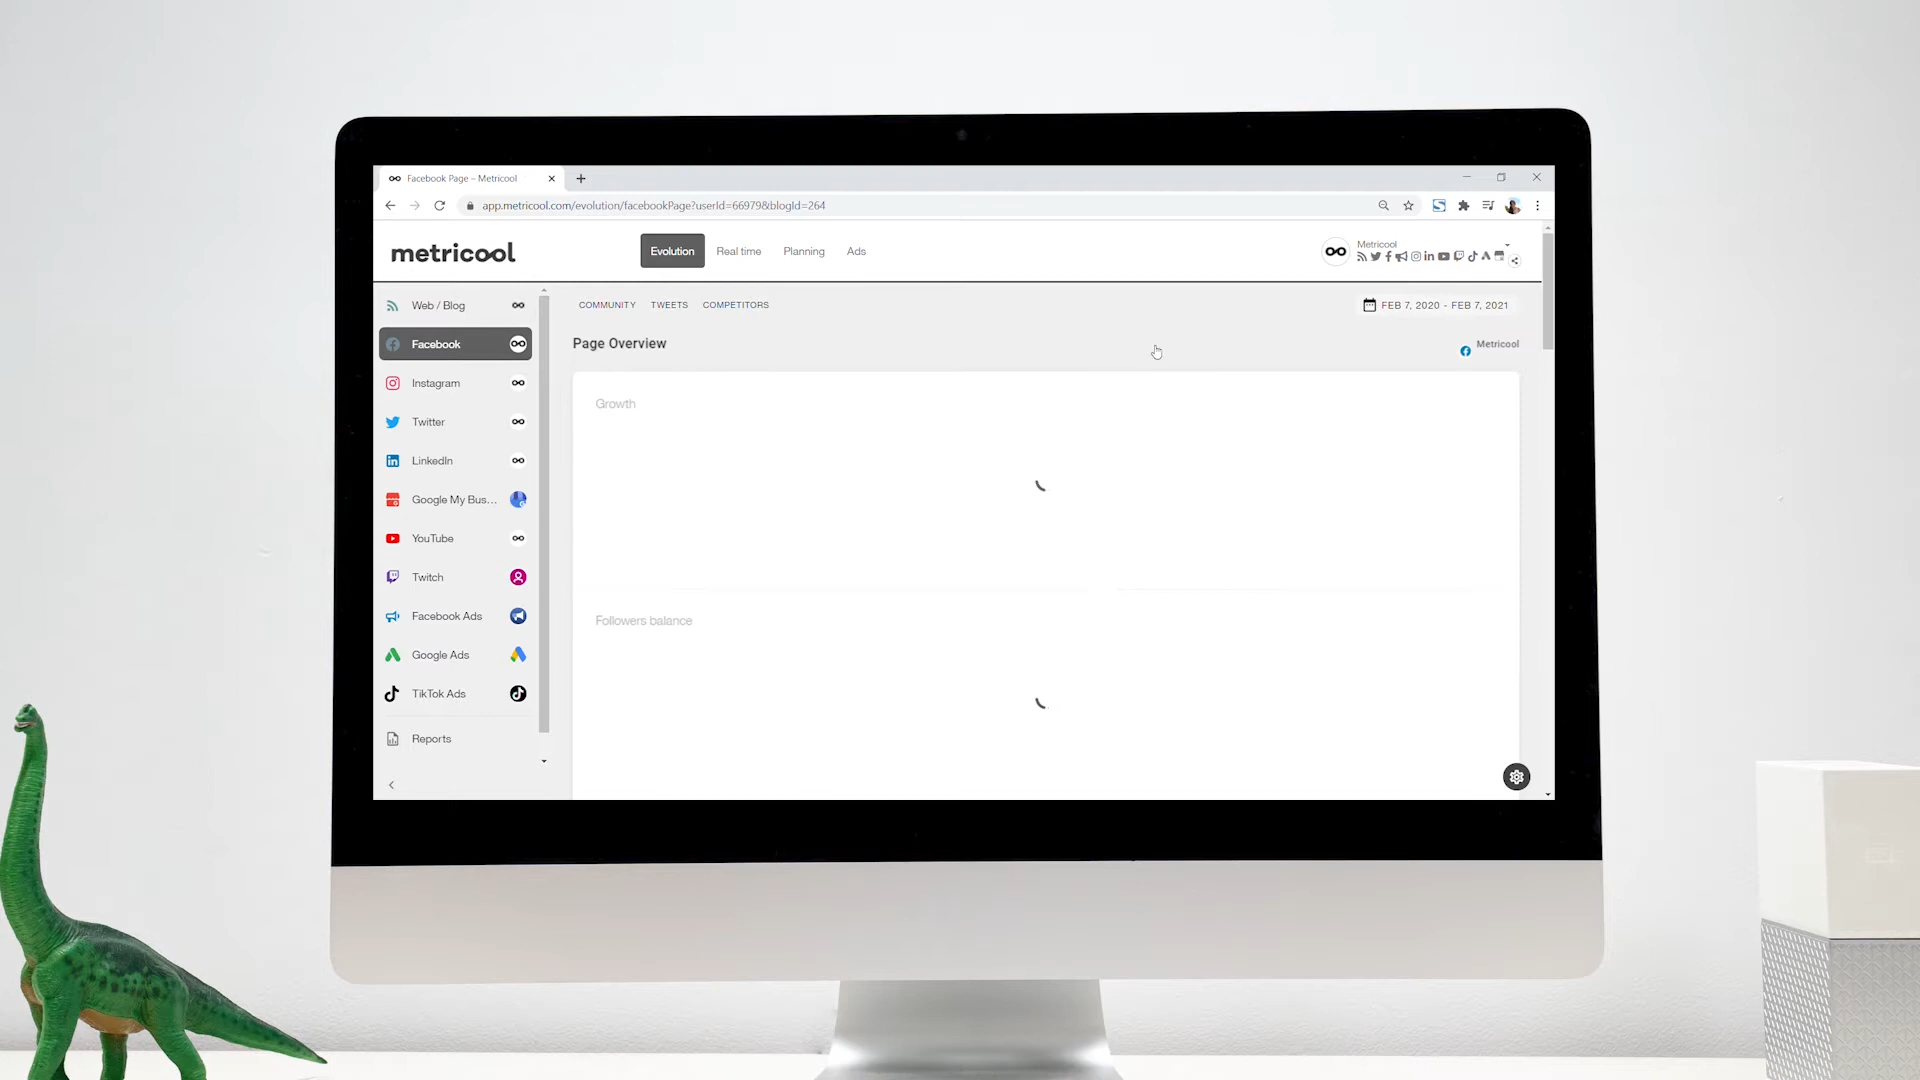 Facebook Page – Metricool
app.metricool.com/evolution/facebookPage?userId=66979&blogId=264
metricool
Evolution
Real time
Planning
Ads
Metricool
Web / Blog
Facebook
Instagram
Twitter
LinkedIn
Google My Bus...
YouTube
Twitch
Facebook Ads
Google Ads
TikTok Ads
Reports
COMMUNITY
TWEETS
COMPETITORS
FEB 7, 2020 - FEB 7, 2021
Page Overview
Metricool
Growth
Followers balance